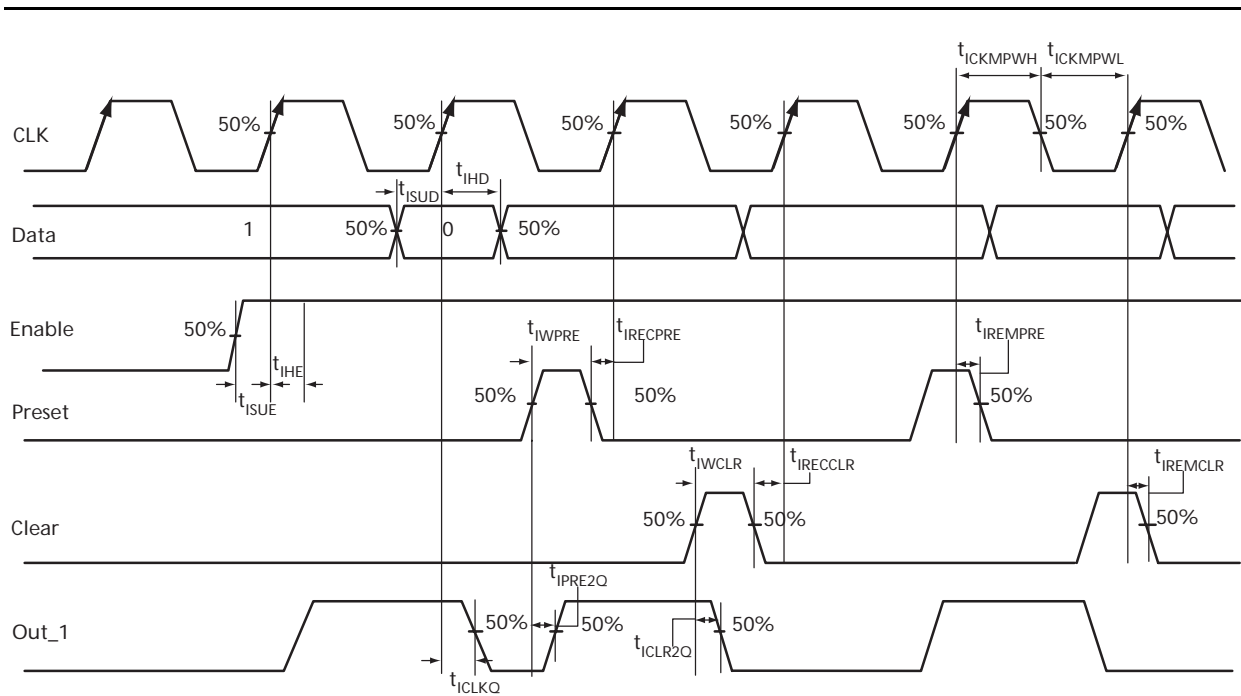 tICKMPWH tICKMPWL
CLK 50% 50% 50% 50% 50% 50% 50%
tISUD tIHD
Data 1 50% 0 50%
Enable 50%
tIHE
tISUE
tIWPRE tIRECPRE tIREMPRE
Preset 50% 50% 50%
tIWCLR tIRECCLR tIREMCLR
Clear 50% 50% 50%
tIPRE2Q
Out_1 50% 50% 50%
tICLR2Q
tICLKQ